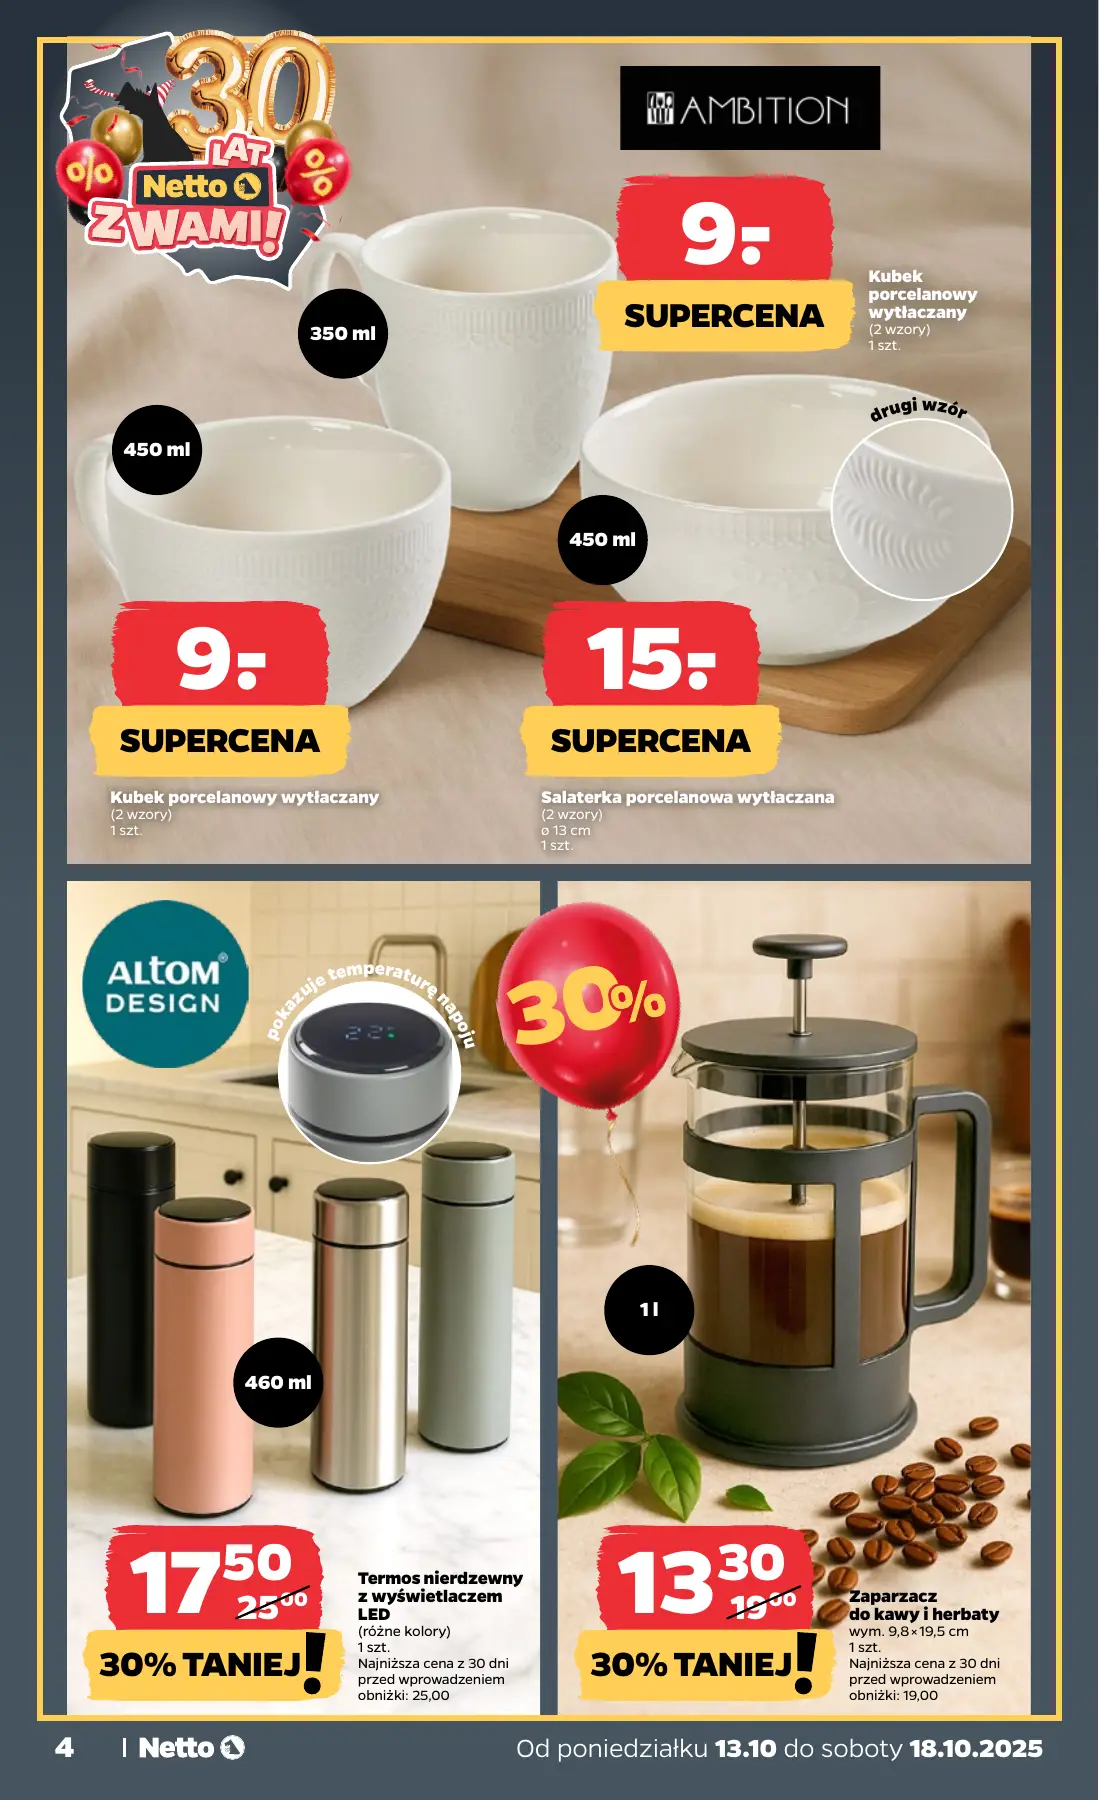 30
LAT
Netto
Z WAMI!
%
%
AMBITION
9.-
SUPERCENA
Kubek
porcelanowy
wytłaczany
(2 wzory)
1 szt.
350 ml
450 ml
drugi wzór
450 ml
9.-
SUPERCENA
Kubek porcelanowy wytłaczany
(2 wzory)
1 szt.
15.-
SUPERCENA
Salaterka porcelanowa wytłaczana
(2 wzory)
ø 13 cm
1 szt.
ALTOM®
DESIGN
pokazuje temperaturę napoju
22
30%
460 ml
1 l
17 50
25 00
30% TANIEJ!
Termos nierdzewny
z wyświetlaczem
LED
(różne kolory)
1 szt.
Najniższa cena z 30 dni
przed wprowadzeniem
obniżki: 25,00
13 30
19 00
30% TANIEJ!
Zaparzacz
do kawy i herbaty
wym. 9,8×19,5 cm
1 szt.
Najniższa cena z 30 dni
przed wprowadzeniem
obniżki: 19,00
4 | Netto
Od poniedziałku 13.10 do soboty 18.10.2025